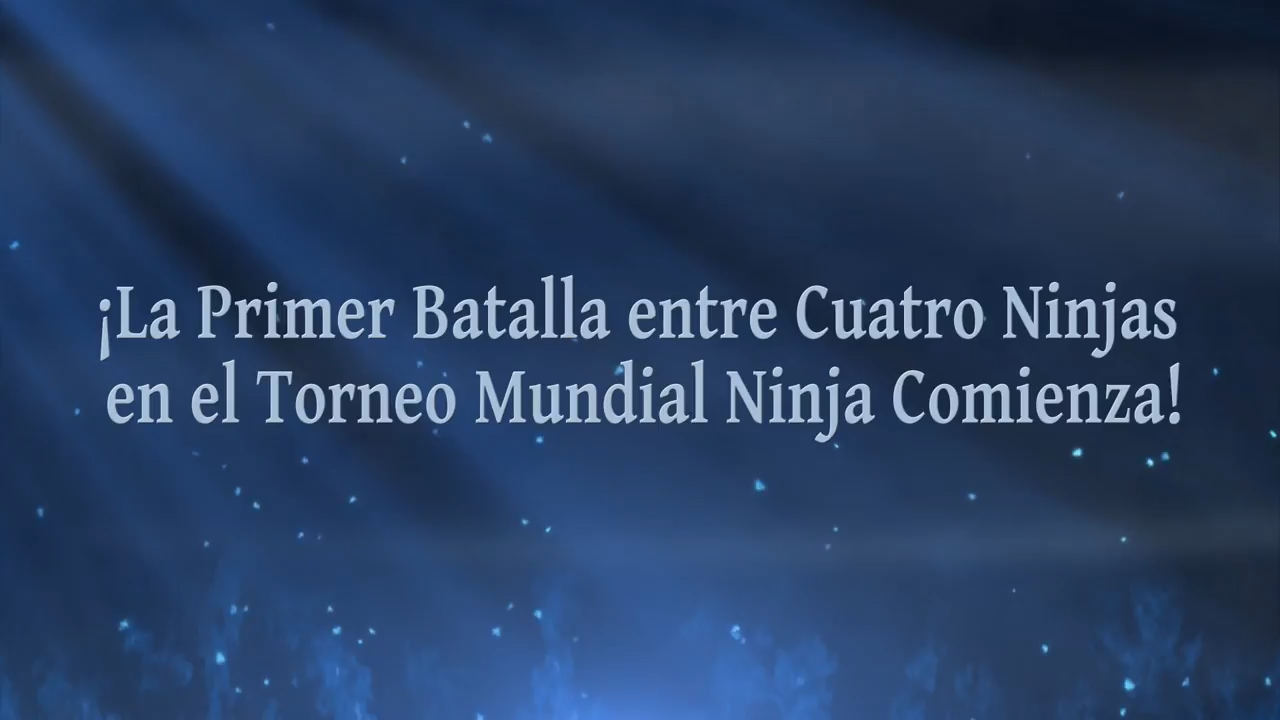 ¡La Primer Batalla entre Cuatro Ninjas
en el Torneo Mundial Ninja Comienza!